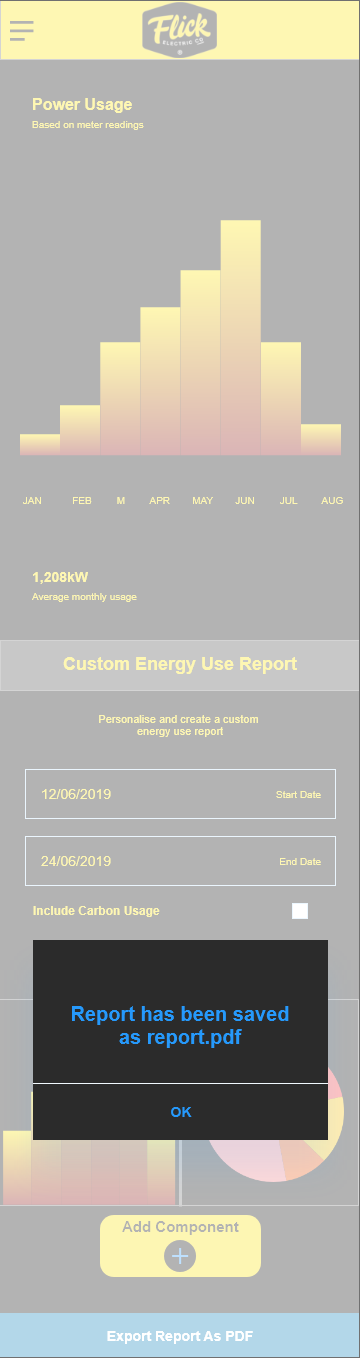 Flick
ELECTRIC CO
Power Usage
Based on meter readings
JAN FEB M APR MAY JUN JUL AUG
1,208kW
Average monthly usage
Custom Energy Use Report
Personalise and create a custom
energy use report
12/06/2019 Start Date
24/06/2019 End Date
Include Carbon Usage
Report has been saved
as report.pdf
OK
Add Component
Export Report As PDF